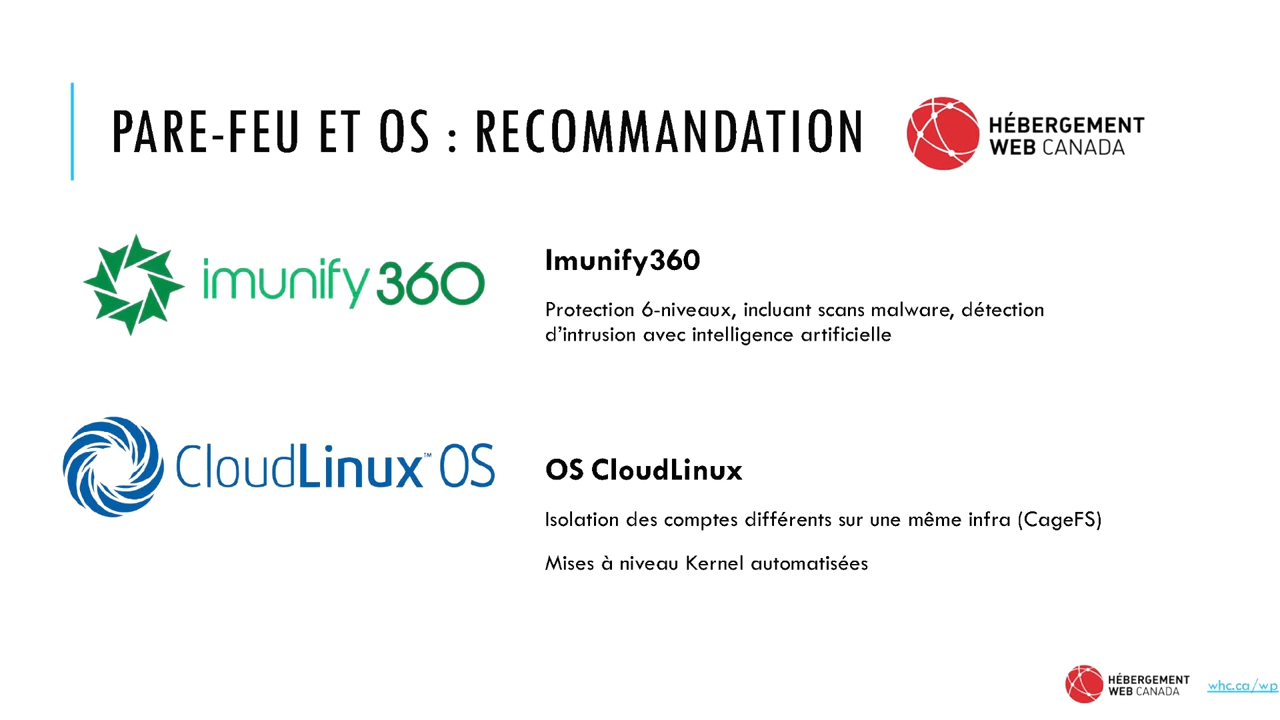 PARE-FEU ET OS : RECOMMANDATION
HÉBERGEMENT
WEB CANADA
imunify360
Imunify360
Protection 6-niveaux, incluant scans malware, détection
d'intrusion avec intelligence artificielle
CloudLinux™ OS
OS CloudLinux
Isolation des comptes différents sur une même infra (CageFS)
Mises à niveau Kernel automatisées
HÉBERGEMENT
WEB CANADA
whc.ca/wp